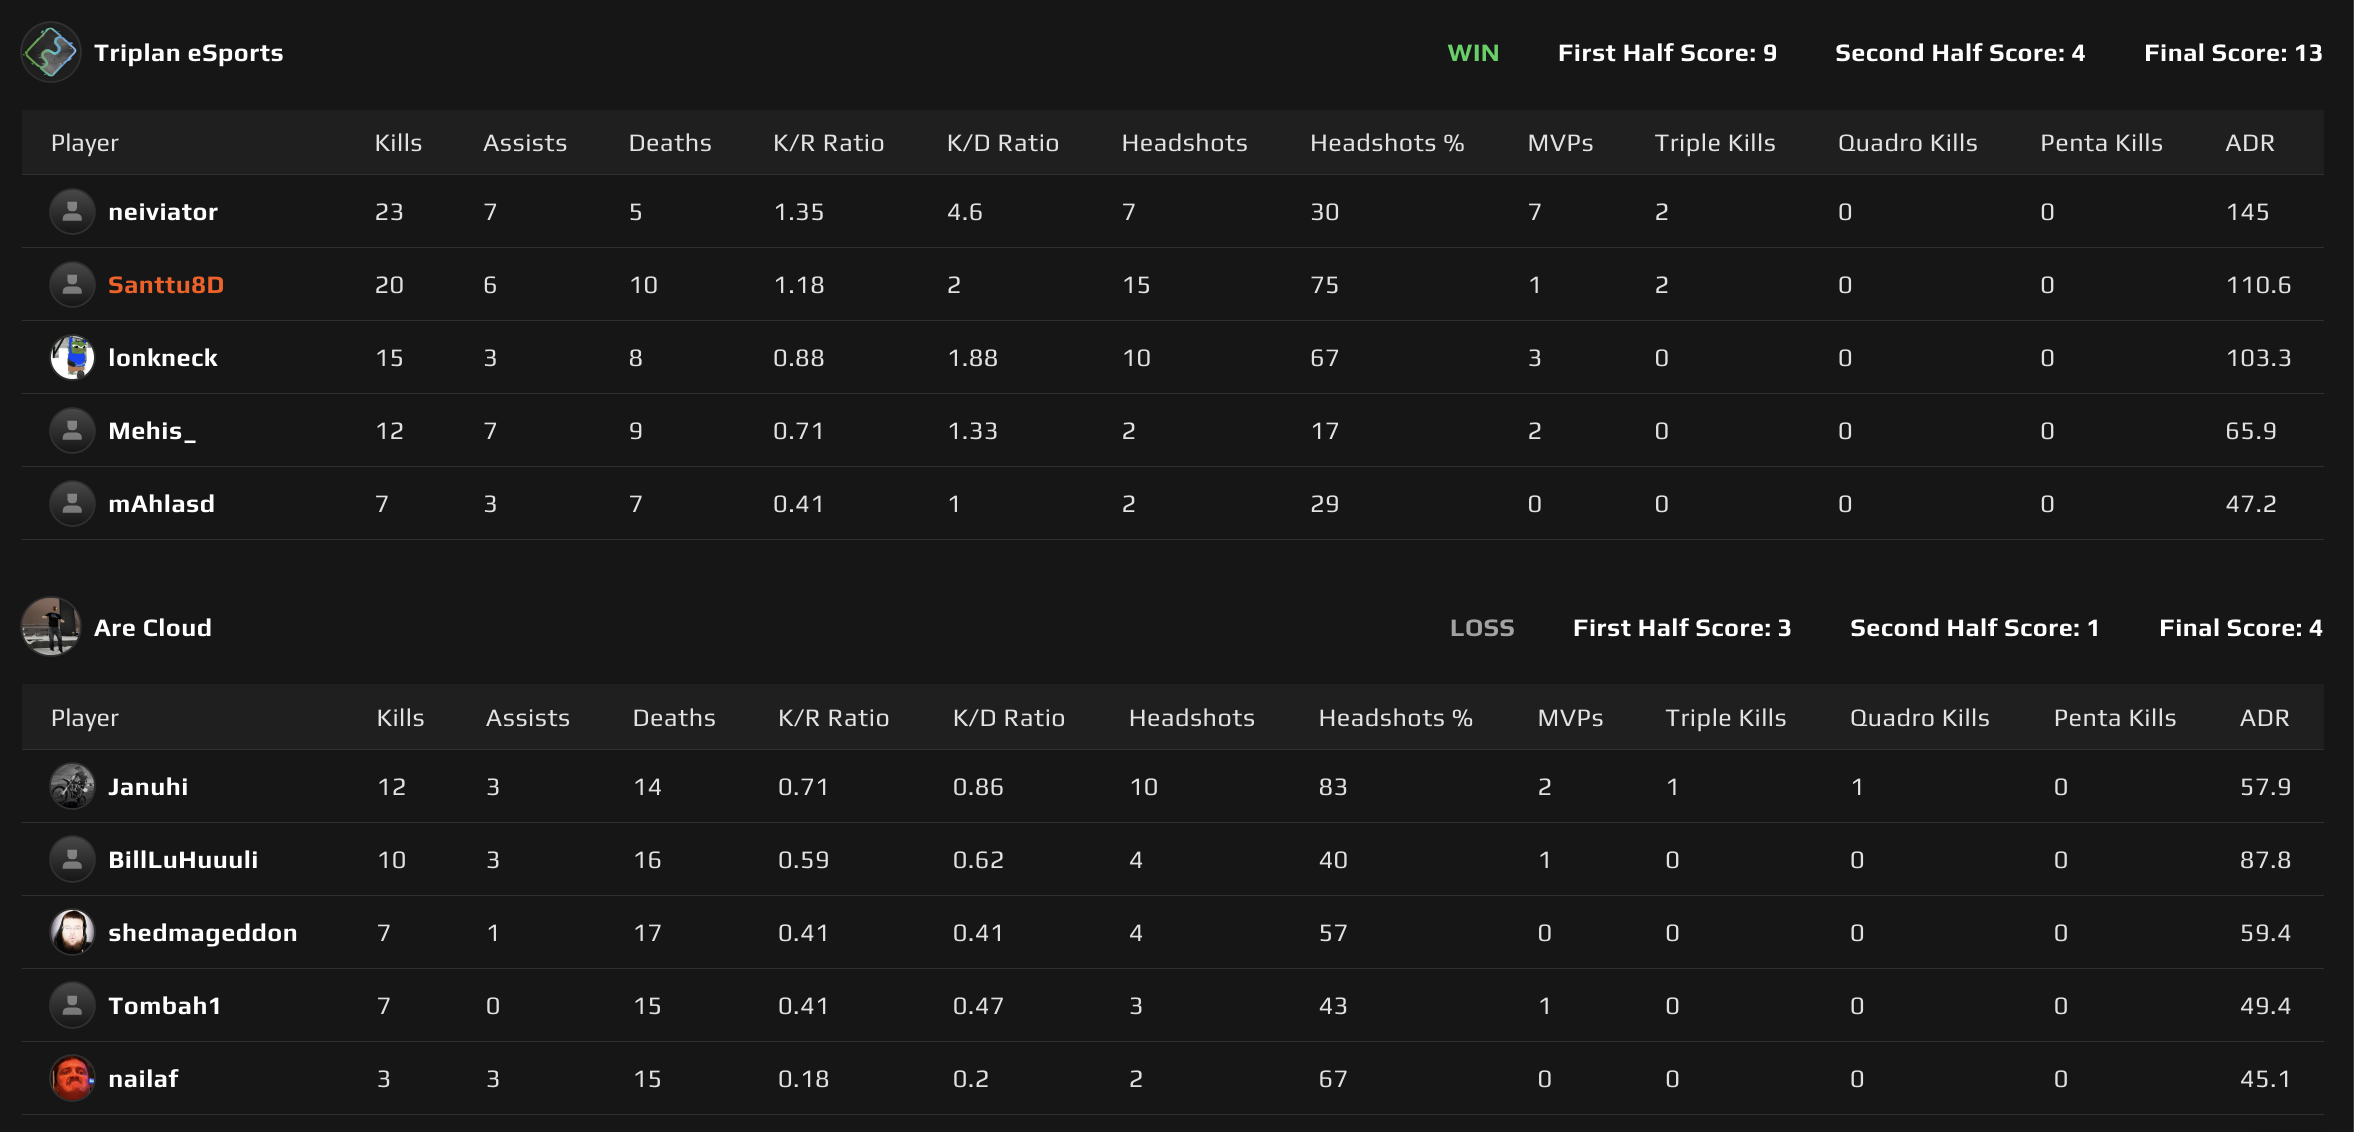 Triplan eSports WIN First Half Score: 9 Second Half Score: 4 Final Score: 13
Player Kills Assists Deaths K/R Ratio K/D Ratio Headshots Headshots % MVPs Triple Kills Quadro Kills Penta Kills ADR
neiviator 23 7 5 1.35 4.6 7 30 7 2 0 0 145
Santtu8D 20 6 10 1.18 2 15 75 1 2 0 0 110.6
lonkneck 15 3 8 0.88 1.88 10 67 3 0 0 0 103.3
Mehis_ 12 7 9 0.71 1.33 2 17 2 0 0 0 65.9
mAhlasd 7 3 7 0.41 1 2 29 0 0 0 0 47.2
Are Cloud LOSS First Half Score: 3 Second Half Score: 1 Final Score: 4
Player Kills Assists Deaths K/R Ratio K/D Ratio Headshots Headshots % MVPs Triple Kills Quadro Kills Penta Kills ADR
Januhi 12 3 14 0.71 0.86 10 83 2 1 1 0 57.9
BillLuHuuuli 10 3 16 0.59 0.62 4 40 1 0 0 0 87.8
shedmageddon 7 1 17 0.41 0.41 4 57 0 0 0 0 59.4
Tombah1 7 0 15 0.41 0.47 3 43 1 0 0 0 49.4
nailaf 3 3 15 0.18 0.2 2 67 0 0 0 0 45.1